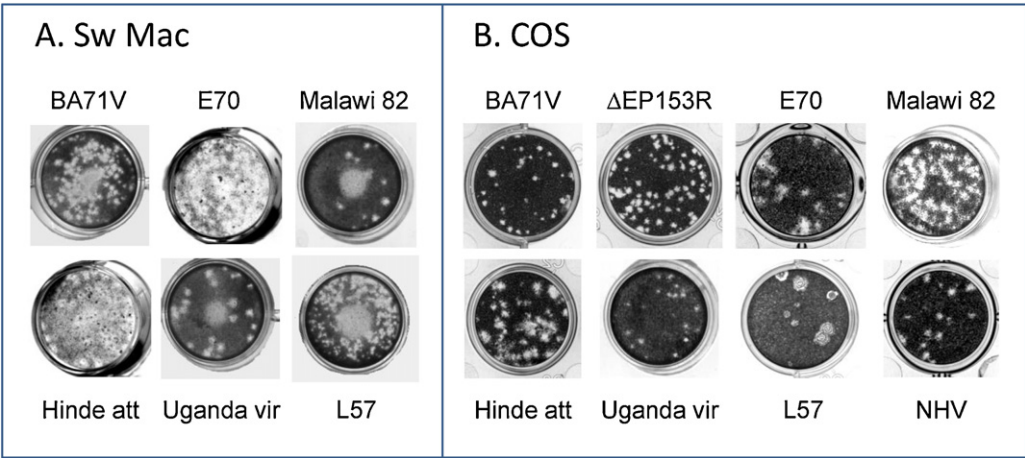 A. Sw Mac
BA71V E70 Malawi 82
Hinde att Uganda vir L57
B. COS
BA71V ΔEP153R E70 Malawi 82
Hinde att Uganda vir L57 NHV